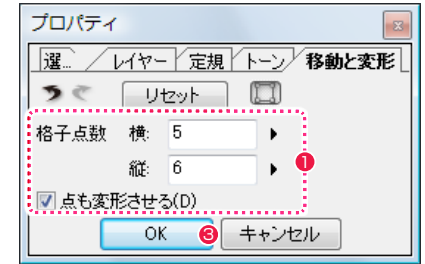 プロパティ
選... レイヤー 定規 トーン 移動と変形
リセット
格子点数 横: 5
縦: 6
❶
点も変形させる(D)
OK ❸ キャンセル